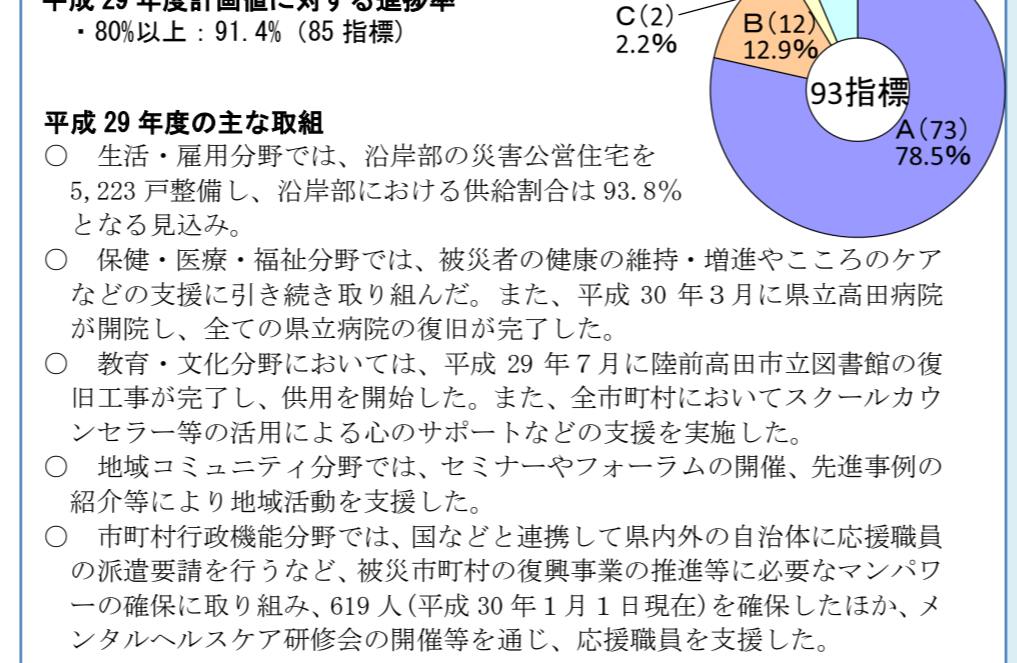 平成 29 年度計画値に対する進捗率
・80%以上：91.4%（85 指標）
C(2)
2.2%
B(12)
12.9%
93指標
A(73)
78.5%
平成 29 年度の主な取組
○　生活・雇用分野では、沿岸部の災害公営住宅を
5,223 戸整備し、沿岸部における供給割合は 93.8%
となる見込み。
○　保健・医療・福祉分野では、被災者の健康の維持・増進やこころのケア
などの支援に引き続き取り組んだ。また、平成 30 年３月に県立高田病院
が開院し、全ての県立病院の復旧が完了した。
○　教育・文化分野においては、平成 29 年７月に陸前高田市立図書館の復
旧工事が完了し、供用を開始した。また、全市町村においてスクールカウ
ンセラー等の活用による心のサポートなどの支援を実施した。
○　地域コミュニティ分野では、セミナーやフォーラムの開催、先進事例の
紹介等により地域活動を支援した。
○　市町村行政機能分野では、国などと連携して県内外の自治体に応援職員
の派遣要請を行うなど、被災市町村の復興事業の推進等に必要なマンパワ
ーの確保に取り組み、619 人(平成 30 年１月１日現在)を確保したほか、メ
ンタルヘルスケア研修会の開催等を通じ、応援職員を支援した。